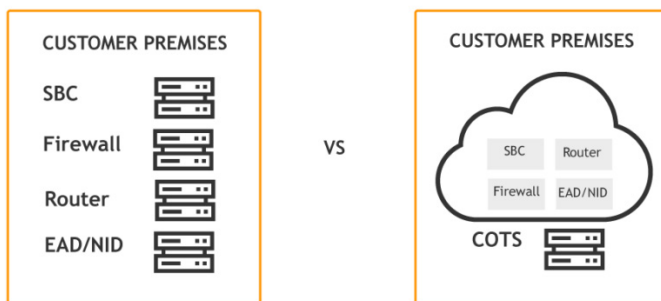 CUSTOMER PREMISES
SBC
Firewall
Router
EAD/NID
VS
CUSTOMER PREMISES
SBC Router
Firewall EAD/NID
COTS